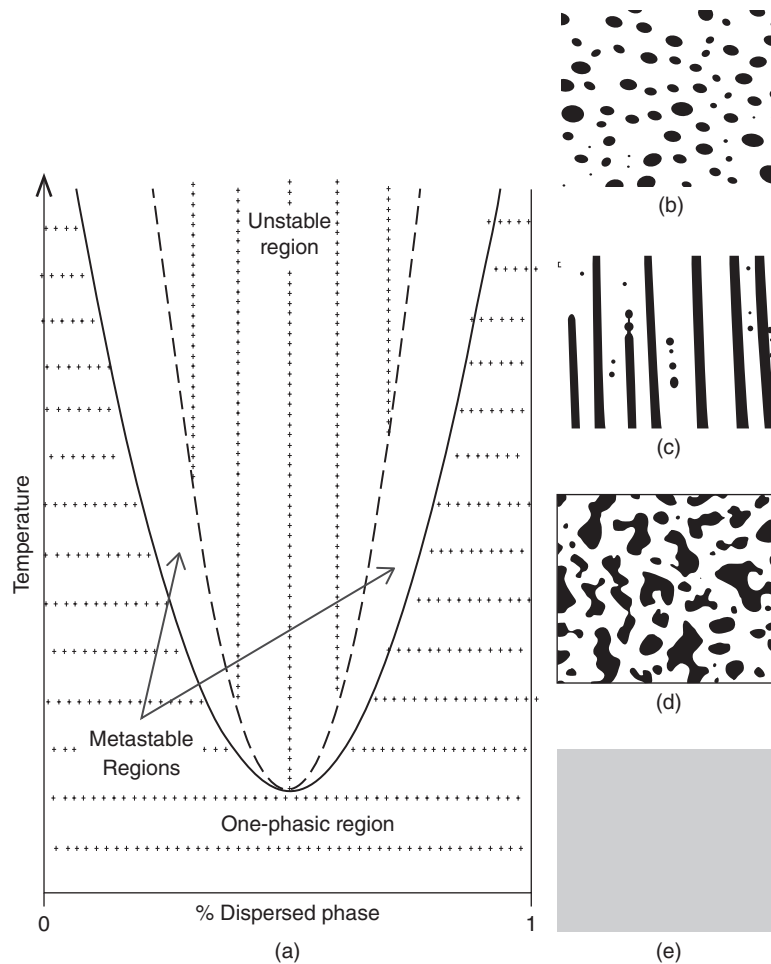 (b)
Unstable
region
(c)
Temperature
(d)
Metastable
Regions
One-phasic region
0
% Dispersed phase
1
(a)
(e)